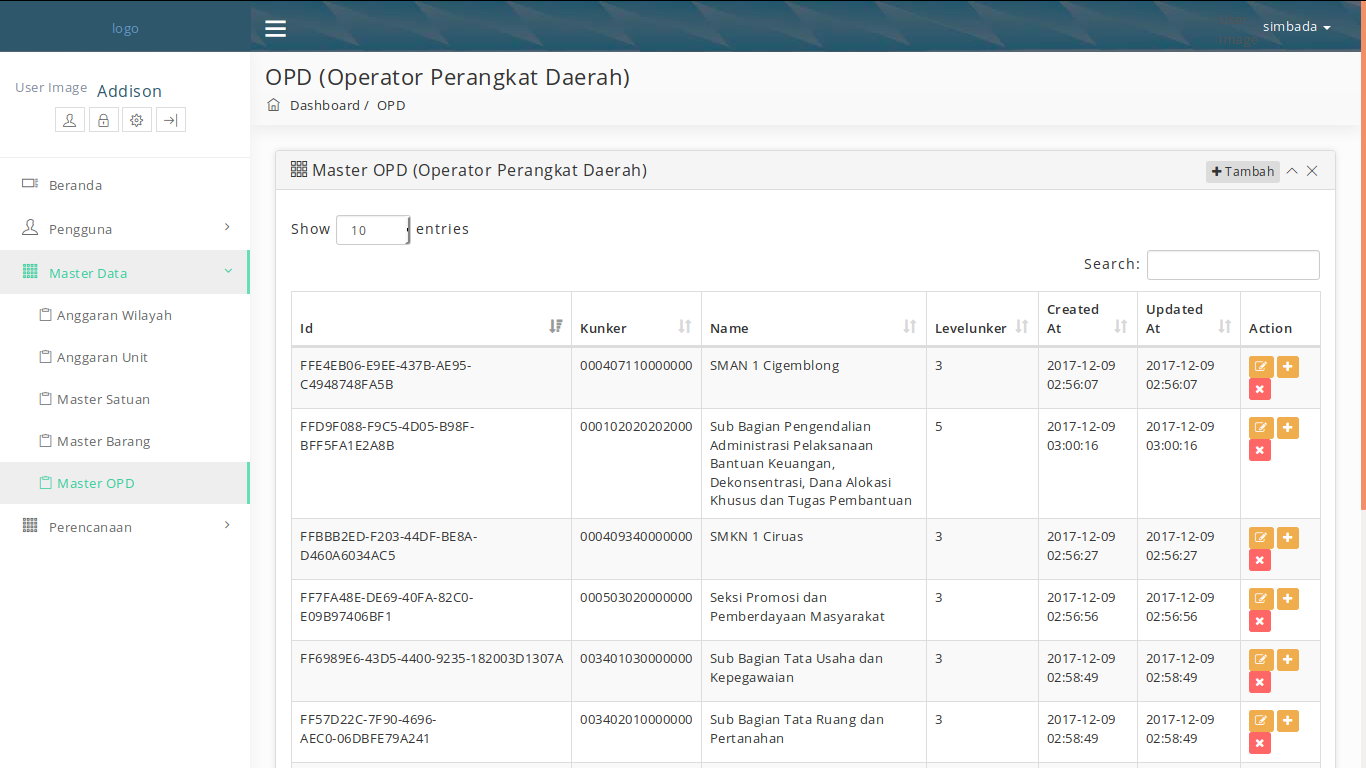 logo
simbada
User Image
Addison
OPD (Operator Perangkat Daerah)
Dashboard / OPD
Beranda
Pengguna
Master Data
Anggaran Wilayah
Anggaran Unit
Master Satuan
Master Barang
Master OPD
Perencanaan
Master OPD (Operator Perangkat Daerah)
Tambah
Show 10 entries
Search:
Id Kunker Name Levelunker Created At Updated At Action
FFE4EB06-E9EE-437B-AE95- 000407110000000 SMAN 1 Cigemblong 3 2017-12-09 2017-12-09
C4948748FA5B 02:56:07 02:56:07
FFD9F088-F9C5-4D05-B98F- 000102020202000 Sub Bagian Pengendalian 5 2017-12-09 2017-12-09
BFF5FA1E2A8B Administrasi Pelaksanaan 03:00:16 03:00:16
Bantuan Keuangan,
Dekonsentrasi, Dana Alokasi
Khusus dan Tugas Pembantuan
FFBBB2ED-F203-44DF-BE8A- 000409340000000 SMKN 1 Ciruas 3 2017-12-09 2017-12-09
D460A6034AC5 02:56:27 02:56:27
FF7FA48E-DE69-40FA-82C0- 000503020000000 Seksi Promosi dan 3 2017-12-09 2017-12-09
E09B97406BF1 Pemberdayaan Masyarakat 02:56:56 02:56:56
FF6989E6-43D5-4400-9235-182003D1307A 003401030000000 Sub Bagian Tata Usaha dan 3 2017-12-09 2017-12-09
Kepegawaian 02:58:49 02:58:49
FF57D22C-7F90-4696- 003402010000000 Sub Bagian Tata Ruang dan 3 2017-12-09 2017-12-09
AEC0-06DBFE79A241 Pertanahan 02:58:49 02:58:49